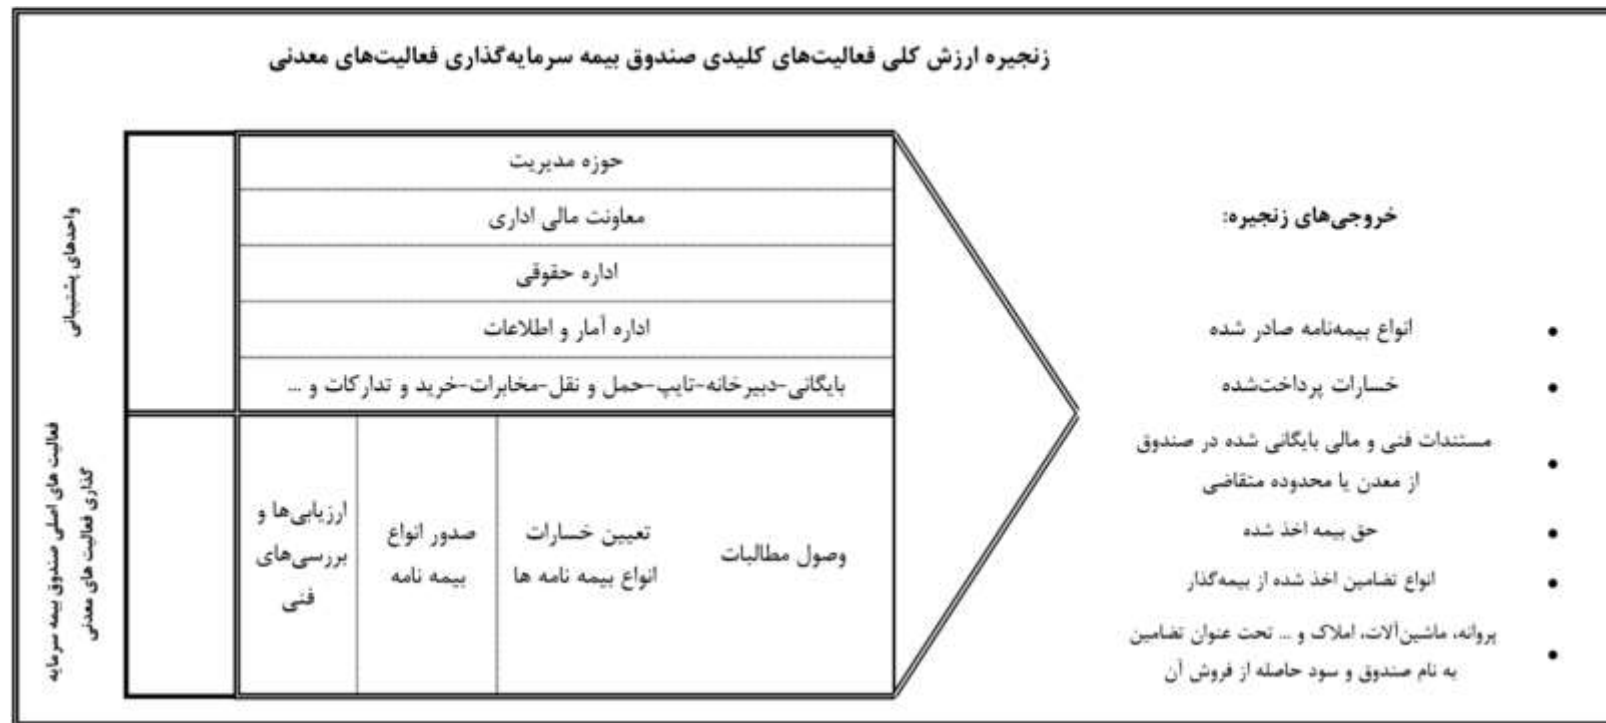 زنجیره ارزش کلی فعالیت‌های کلیدی صندوق بیمه سرمایه‌گذاری فعالیت‌های معدنی
واحدهای پشتیبانی
حوزه مدیریت
معاونت مالی اداری
اداره حقوقی
اداره آمار و اطلاعات
بایگانی-دبیرخانه-تایپ-حمل و نقل-مخابرات-خرید و تدارکات و ...
فعالیت های اصلی صندوق بیمه سرمایه
گذاری فعالیت های معدنی
ارزیابی‌ها و
بررسی‌های
فنی
صدور انواع
بیمه نامه
تعیین خسارات
انواع بیمه نامه ها
وصول مطالبات
خروجی‌های زنجیره:
• انواع بیمه‌نامه صادر شده
• خسارات پرداخت‌شده
• مستندات فنی و مالی بایگانی شده در صندوق
از معدن یا محدوده متقاضی
• حق بیمه اخذ شده
• انواع تضامین اخذ شده از بیمه‌گذار
• پروانه، ماشین‌آلات، املاک و ... تحت عنوان تضامین
به نام صندوق و سود حاصله از فروش آن